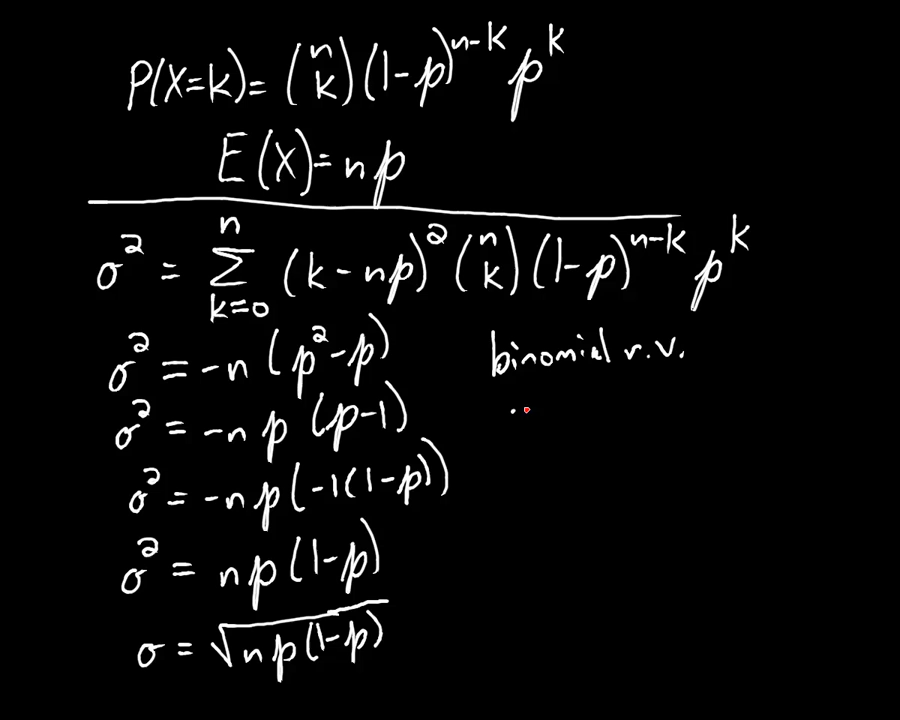 P(X=k)= (n k)(1-p)^{n-k} p^k
E(X)= np
σ² = ∑_{k=0}^{n} (k-np)² (n k)(1-p)^{n-k} p^k
σ² = -n(p²-p)
binomial r.v.
σ² = -np(p-1)
σ² = -np(-1(1-p))
σ² = np(1-p)
σ = √np(1-p)